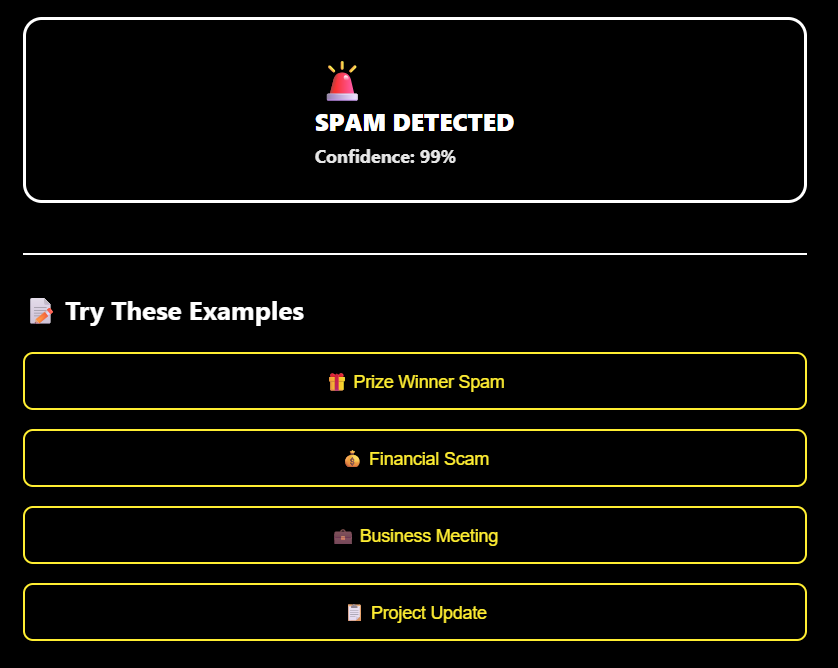 SPAM DETECTED
Confidence: 99%
Try These Examples
Prize Winner Spam
Financial Scam
Business Meeting
Project Update